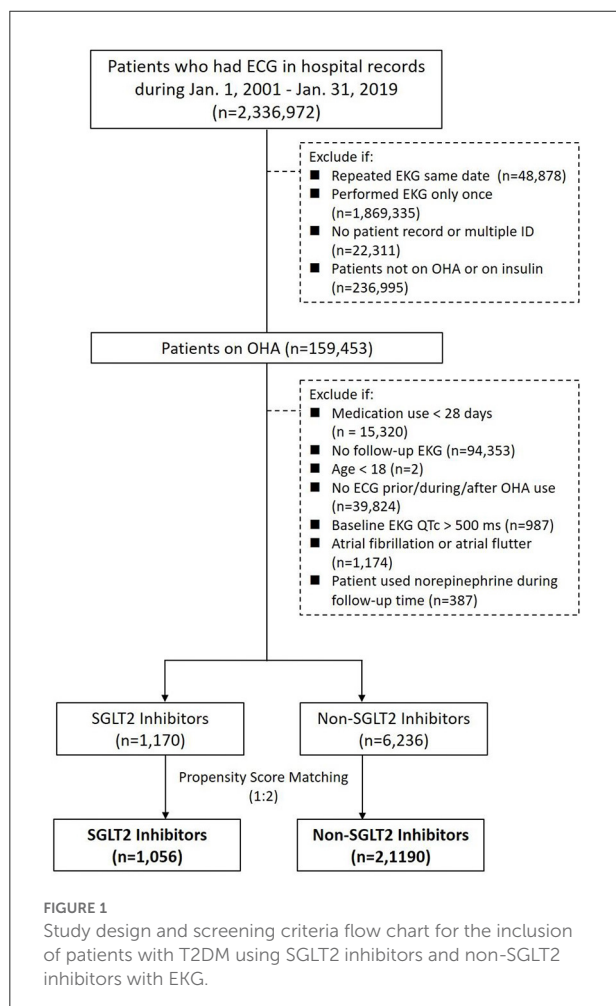 Patients who had ECG in hospital records
during Jan. 1, 2001 - Jan. 31, 2019
(n=2,336,972)
Exclude if:
■ Repeated EKG same date (n=48,878)
■ Performed EKG only once
(n=1,869,335)
■ No patient record or multiple ID
(n=22,311)
■ Patients not on OHA or on insulin
(n=236,995)
Patients on OHA (n=159,453)
Exclude if:
■ Medication use < 28 days
(n = 15,320)
■ No follow-up EKG (n=94,353)
■ Age < 18 (n=2)
■ No ECG prior/during/after OHA use
(n=39,824)
■ Baseline EKG QTc > 500 ms (n=987)
■ Atrial fibrillation or atrial flutter
(n=1,174)
■ Patient used norepinephrine during
follow-up time (n=387)
SGLT2 Inhibitors
(n=1,170)
Non-SGLT2 Inhibitors
(n=6,236)
Propensity Score Matching
(1:2)
SGLT2 Inhibitors
(n=1,056)
Non-SGLT2 Inhibitors
(n=2,1190)
FIGURE 1
Study design and screening criteria flow chart for the inclusion
of patients with T2DM using SGLT2 inhibitors and non-SGLT2
inhibitors with EKG.